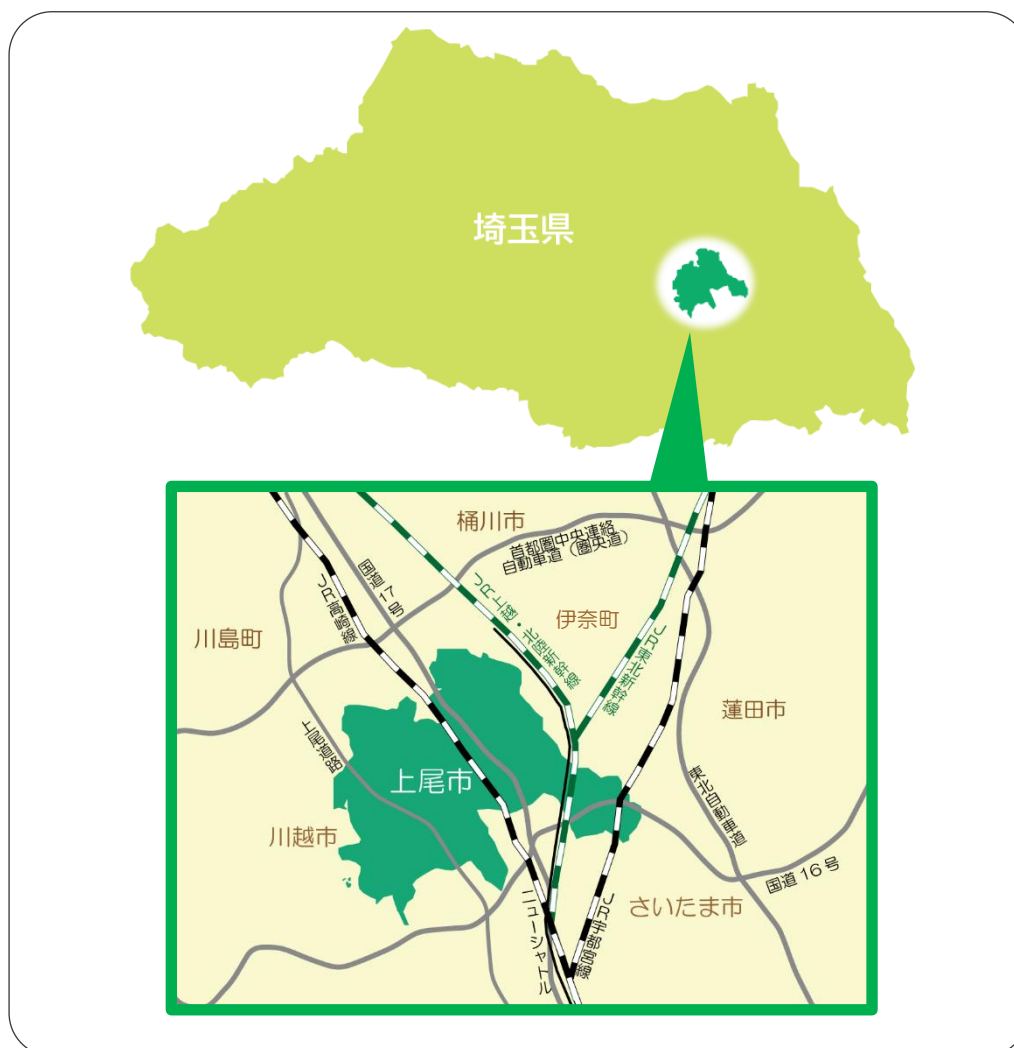 埼玉県
桶川市
首都圏中央連絡
自動車道（圏央道）
国道17号
JR高崎線
JR上越・北陸新幹線
伊奈町
川島町
JR東北新幹線
蓮田市
上尾道路
上尾市
東北自動車道
川越市
国道16号
さいたま市
ニューシャトル
JR宇都宮線